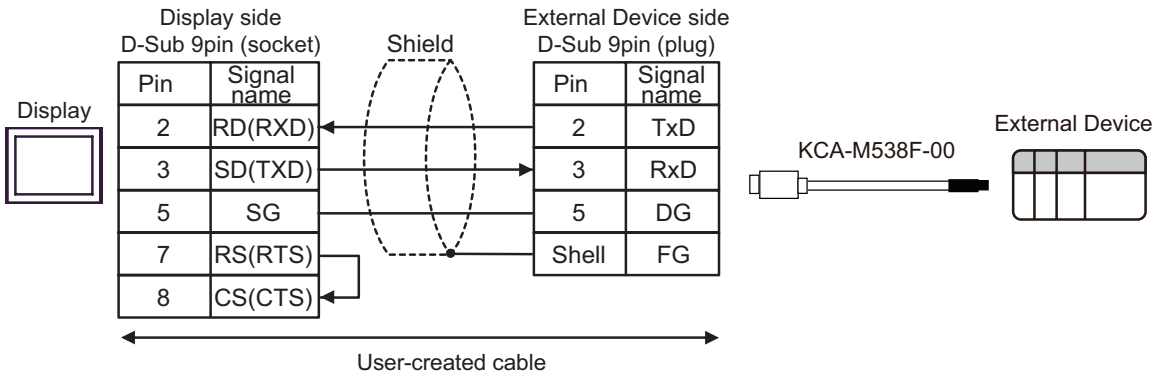 Display side
D-Sub 9pin (socket)
Shield
External Device side
D-Sub 9pin (plug)
Pin
Signal name
Pin
Signal name
Display
2
RD(RXD)
2
TxD
3
SD(TXD)
3
RxD
5
SG
5
DG
7
RS(RTS)
Shell
FG
8
CS(CTS)
User-created cable
KCA-M538F-00
External Device